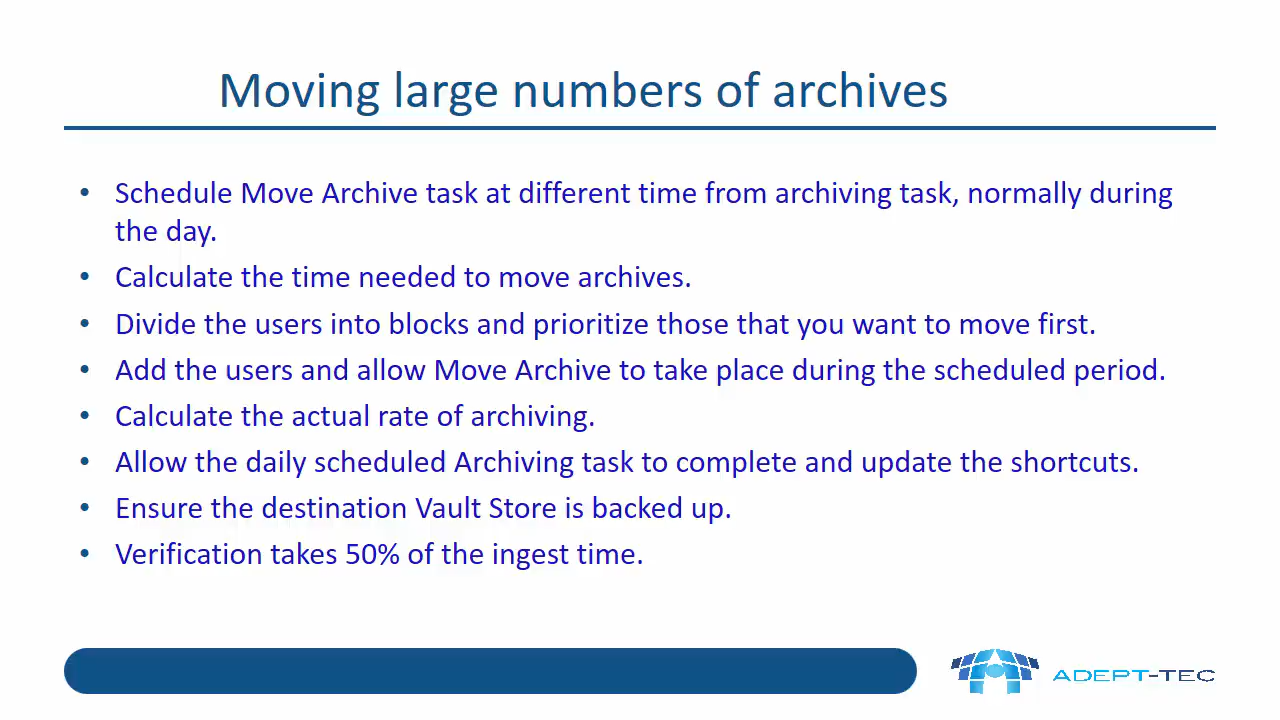 Moving large numbers of archives
• Schedule Move Archive task at different time from archiving task, normally during
the day.
• Calculate the time needed to move archives.
• Divide the users into blocks and prioritize those that you want to move first.
• Add the users and allow Move Archive to take place during the scheduled period.
• Calculate the actual rate of archiving.
• Allow the daily scheduled Archiving task to complete and update the shortcuts.
• Ensure the destination Vault Store is backed up.
• Verification takes 50% of the ingest time.
ADEPT-TEC